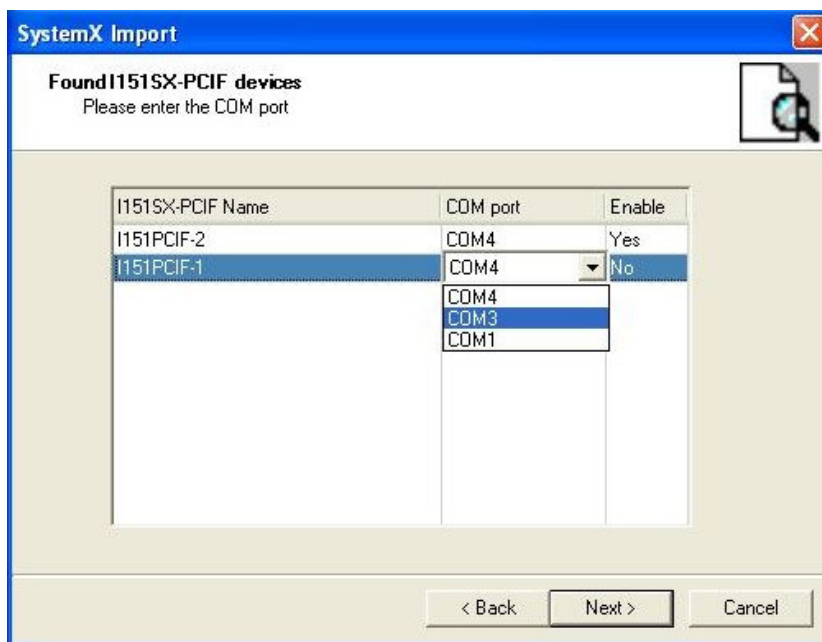 SystemX Import
Found I151SX-PCIF devices
Please enter the COM port
I151SX-PCIF Name COM port Enable
I151PCIF-2 COM4 Yes
I151PCIF-1 COM4 No
COM4
COM3
COM1
< Back Next > Cancel